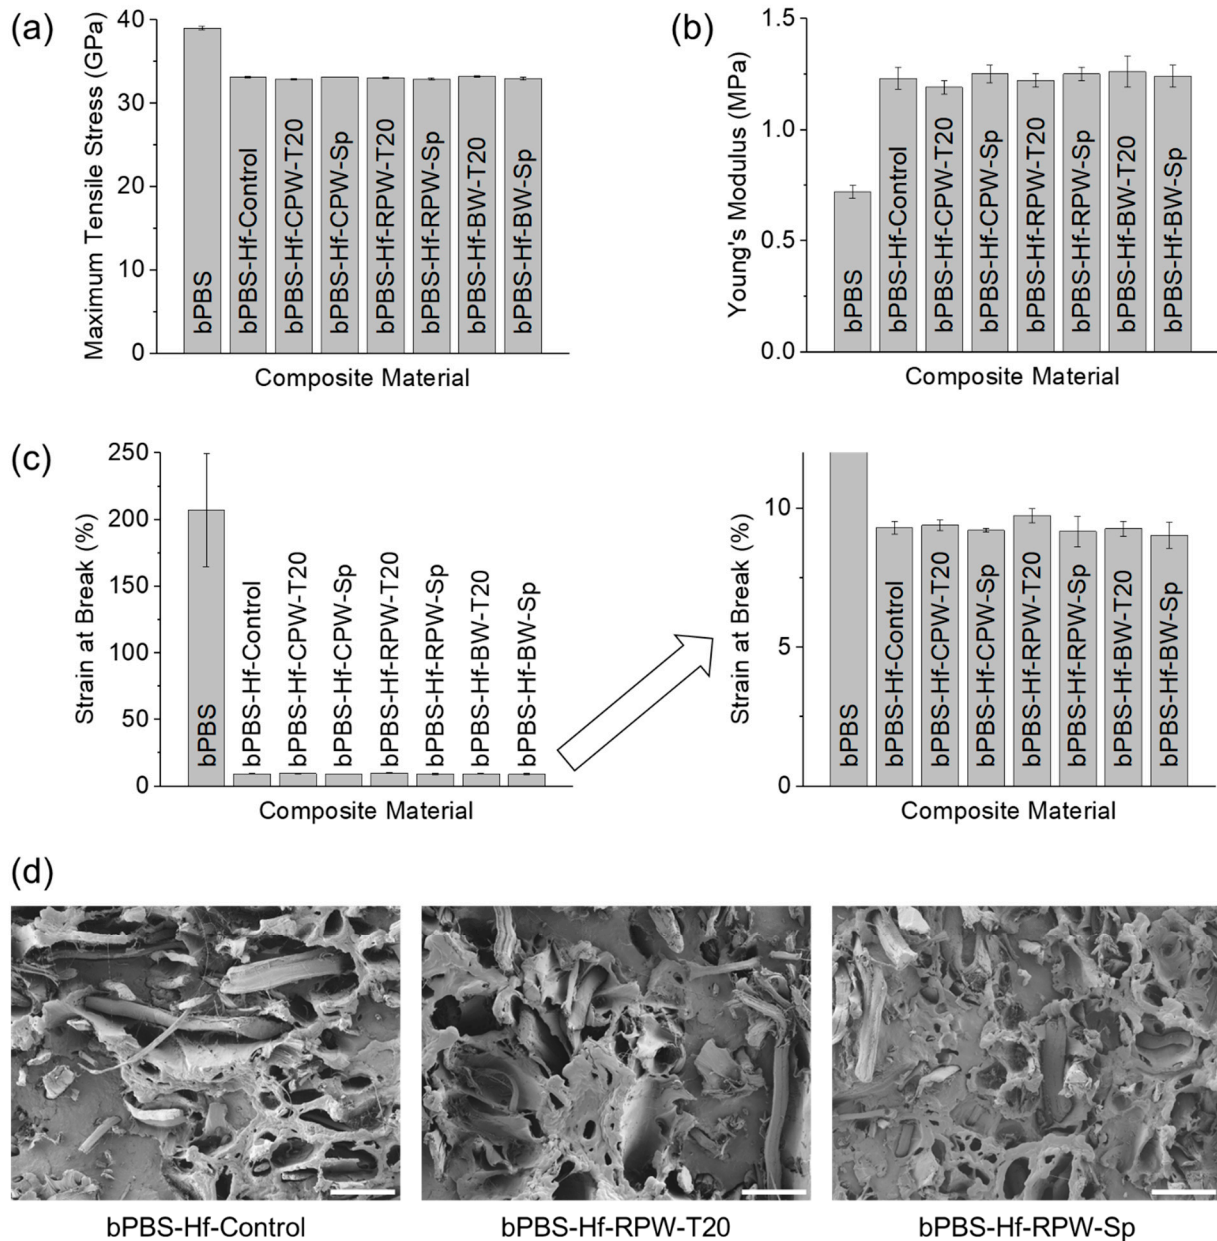 (a)
Maximum Tensile Stress (GPa)
40
30
20
10
0
bPBS
bPBS-Hf-Control
bPBS-Hf-CPW-T20
bPBS-Hf-CPW-Sp
bPBS-Hf-RPW-T20
bPBS-Hf-RPW-Sp
bPBS-Hf-BW-T20
bPBS-Hf-BW-Sp
Composite Material
(b)
Young's Modulus (MPa)
1.5
1.0
0.5
0.0
bPBS
bPBS-Hf-Control
bPBS-Hf-CPW-T20
bPBS-Hf-CPW-Sp
bPBS-Hf-RPW-T20
bPBS-Hf-RPW-Sp
bPBS-Hf-BW-T20
bPBS-Hf-BW-Sp
Composite Material
(c)
Strain at Break (%)
250
200
150
100
50
0
bPBS
bPBS-Hf-Control
bPBS-Hf-CPW-T20
bPBS-Hf-CPW-Sp
bPBS-Hf-RPW-T20
bPBS-Hf-RPW-Sp
bPBS-Hf-BW-T20
bPBS-Hf-BW-Sp
Composite Material
Strain at Break (%)
10
5
0
bPBS
bPBS-Hf-Control
bPBS-Hf-CPW-T20
bPBS-Hf-CPW-Sp
bPBS-Hf-RPW-T20
bPBS-Hf-RPW-Sp
bPBS-Hf-BW-T20
bPBS-Hf-BW-Sp
Composite Material
(d)
bPBS-Hf-Control
bPBS-Hf-RPW-T20
bPBS-Hf-RPW-Sp